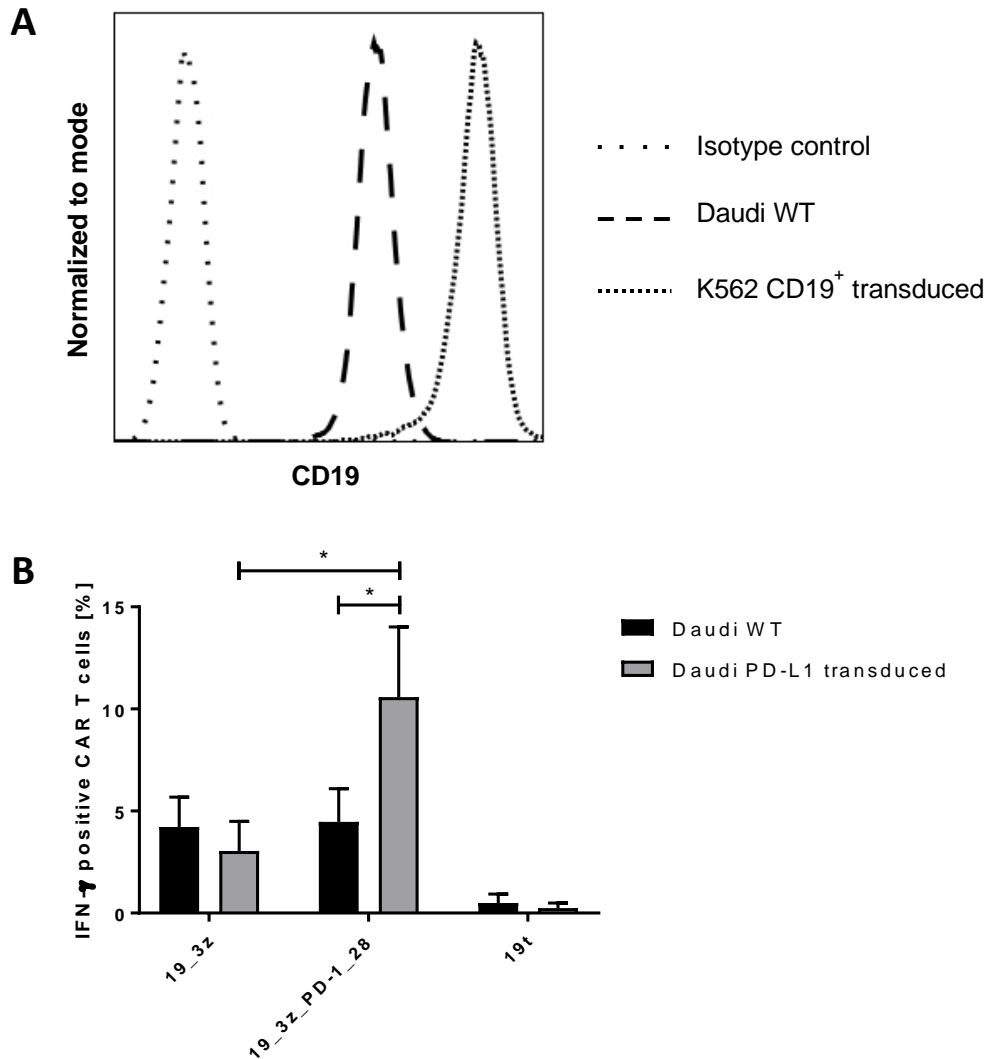 A
Normalized to mode
CD19
Isotype control
Daudi WT
K562 CD19⁺ transduced
B
IFN-γ positive CAR T cells [%]
15
10
5
0
*
*
19_3z
19_3z_PD-1_28
19t
Daudi WT
Daudi PD-L1 transduced